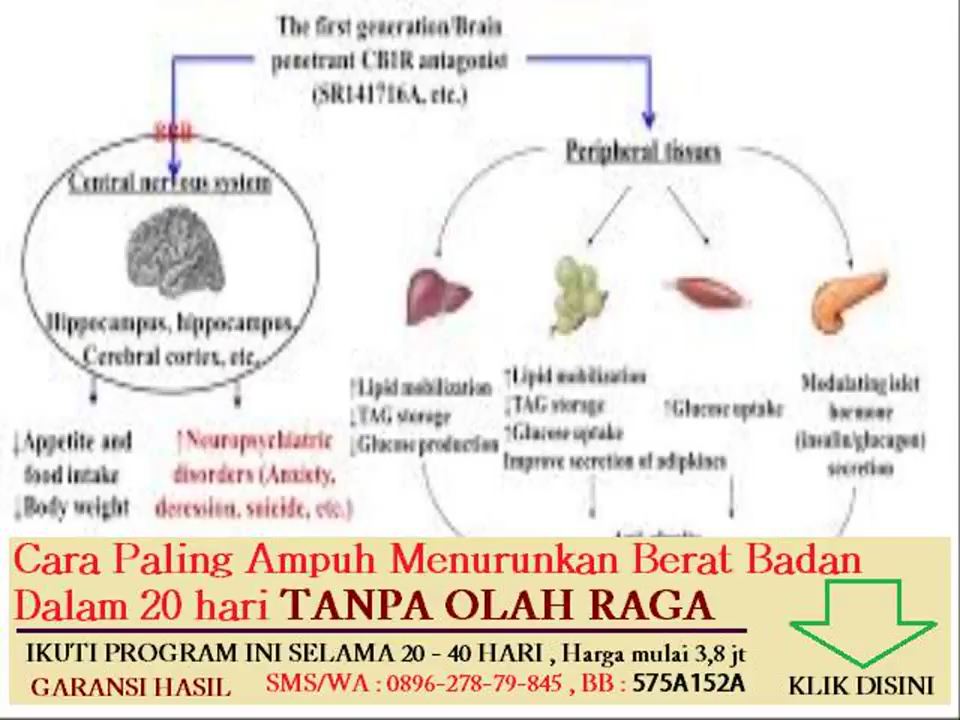 The first generation/Brain
penetrant CB1R antagonist
(SR141716A, etc.)
BBB
Peripheral tissues
Central nervous system
Hippocampus, hippocampus,
Cerebral cortex, etc.
↓Appetite and
food intake
↓Body weight
↑Neuropsychiatric
disorders (Anxiety,
deression, suicide, etc.)
↑Lipid mobilization
↓TAG storage
↓Glucose production
↑Lipid mobilization
↓TAG storage
↑Glucose uptake
Improve secretion of adipkines
↑Glucose uptake
Modulating islet
hormone
(insulin/glucagon)
secretion
Cara Paling Ampuh Menurunkan Berat Badan
Dalam 20 hari TANPA OLAH RAGA
IKUTI PROGRAM INI SELAMA 20 - 40 HARI , Harga mulai 3,8 jt
GARANSI HASIL SMS/WA : 0896-278-79-845 , BB : 575A152A
KLIK DISINI